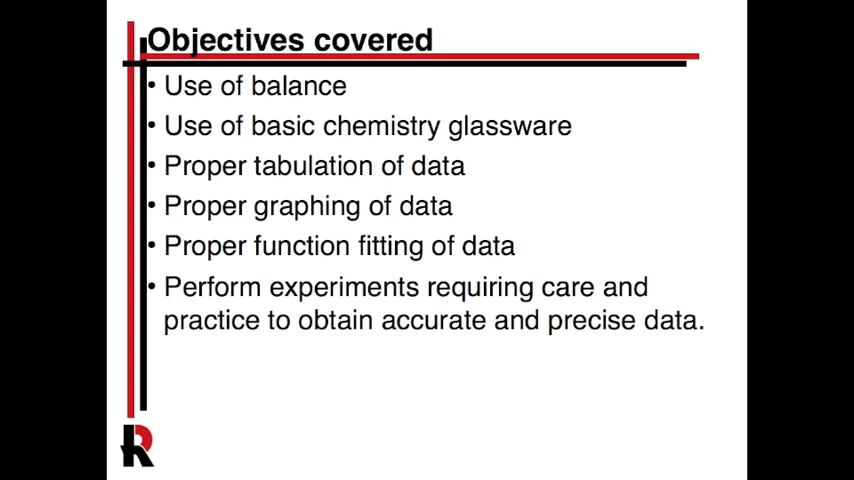 Objectives covered
• Use of balance
• Use of basic chemistry glassware
• Proper tabulation of data
• Proper graphing of data
• Proper function fitting of data
• Perform experiments requiring care and
practice to obtain accurate and precise data.
R